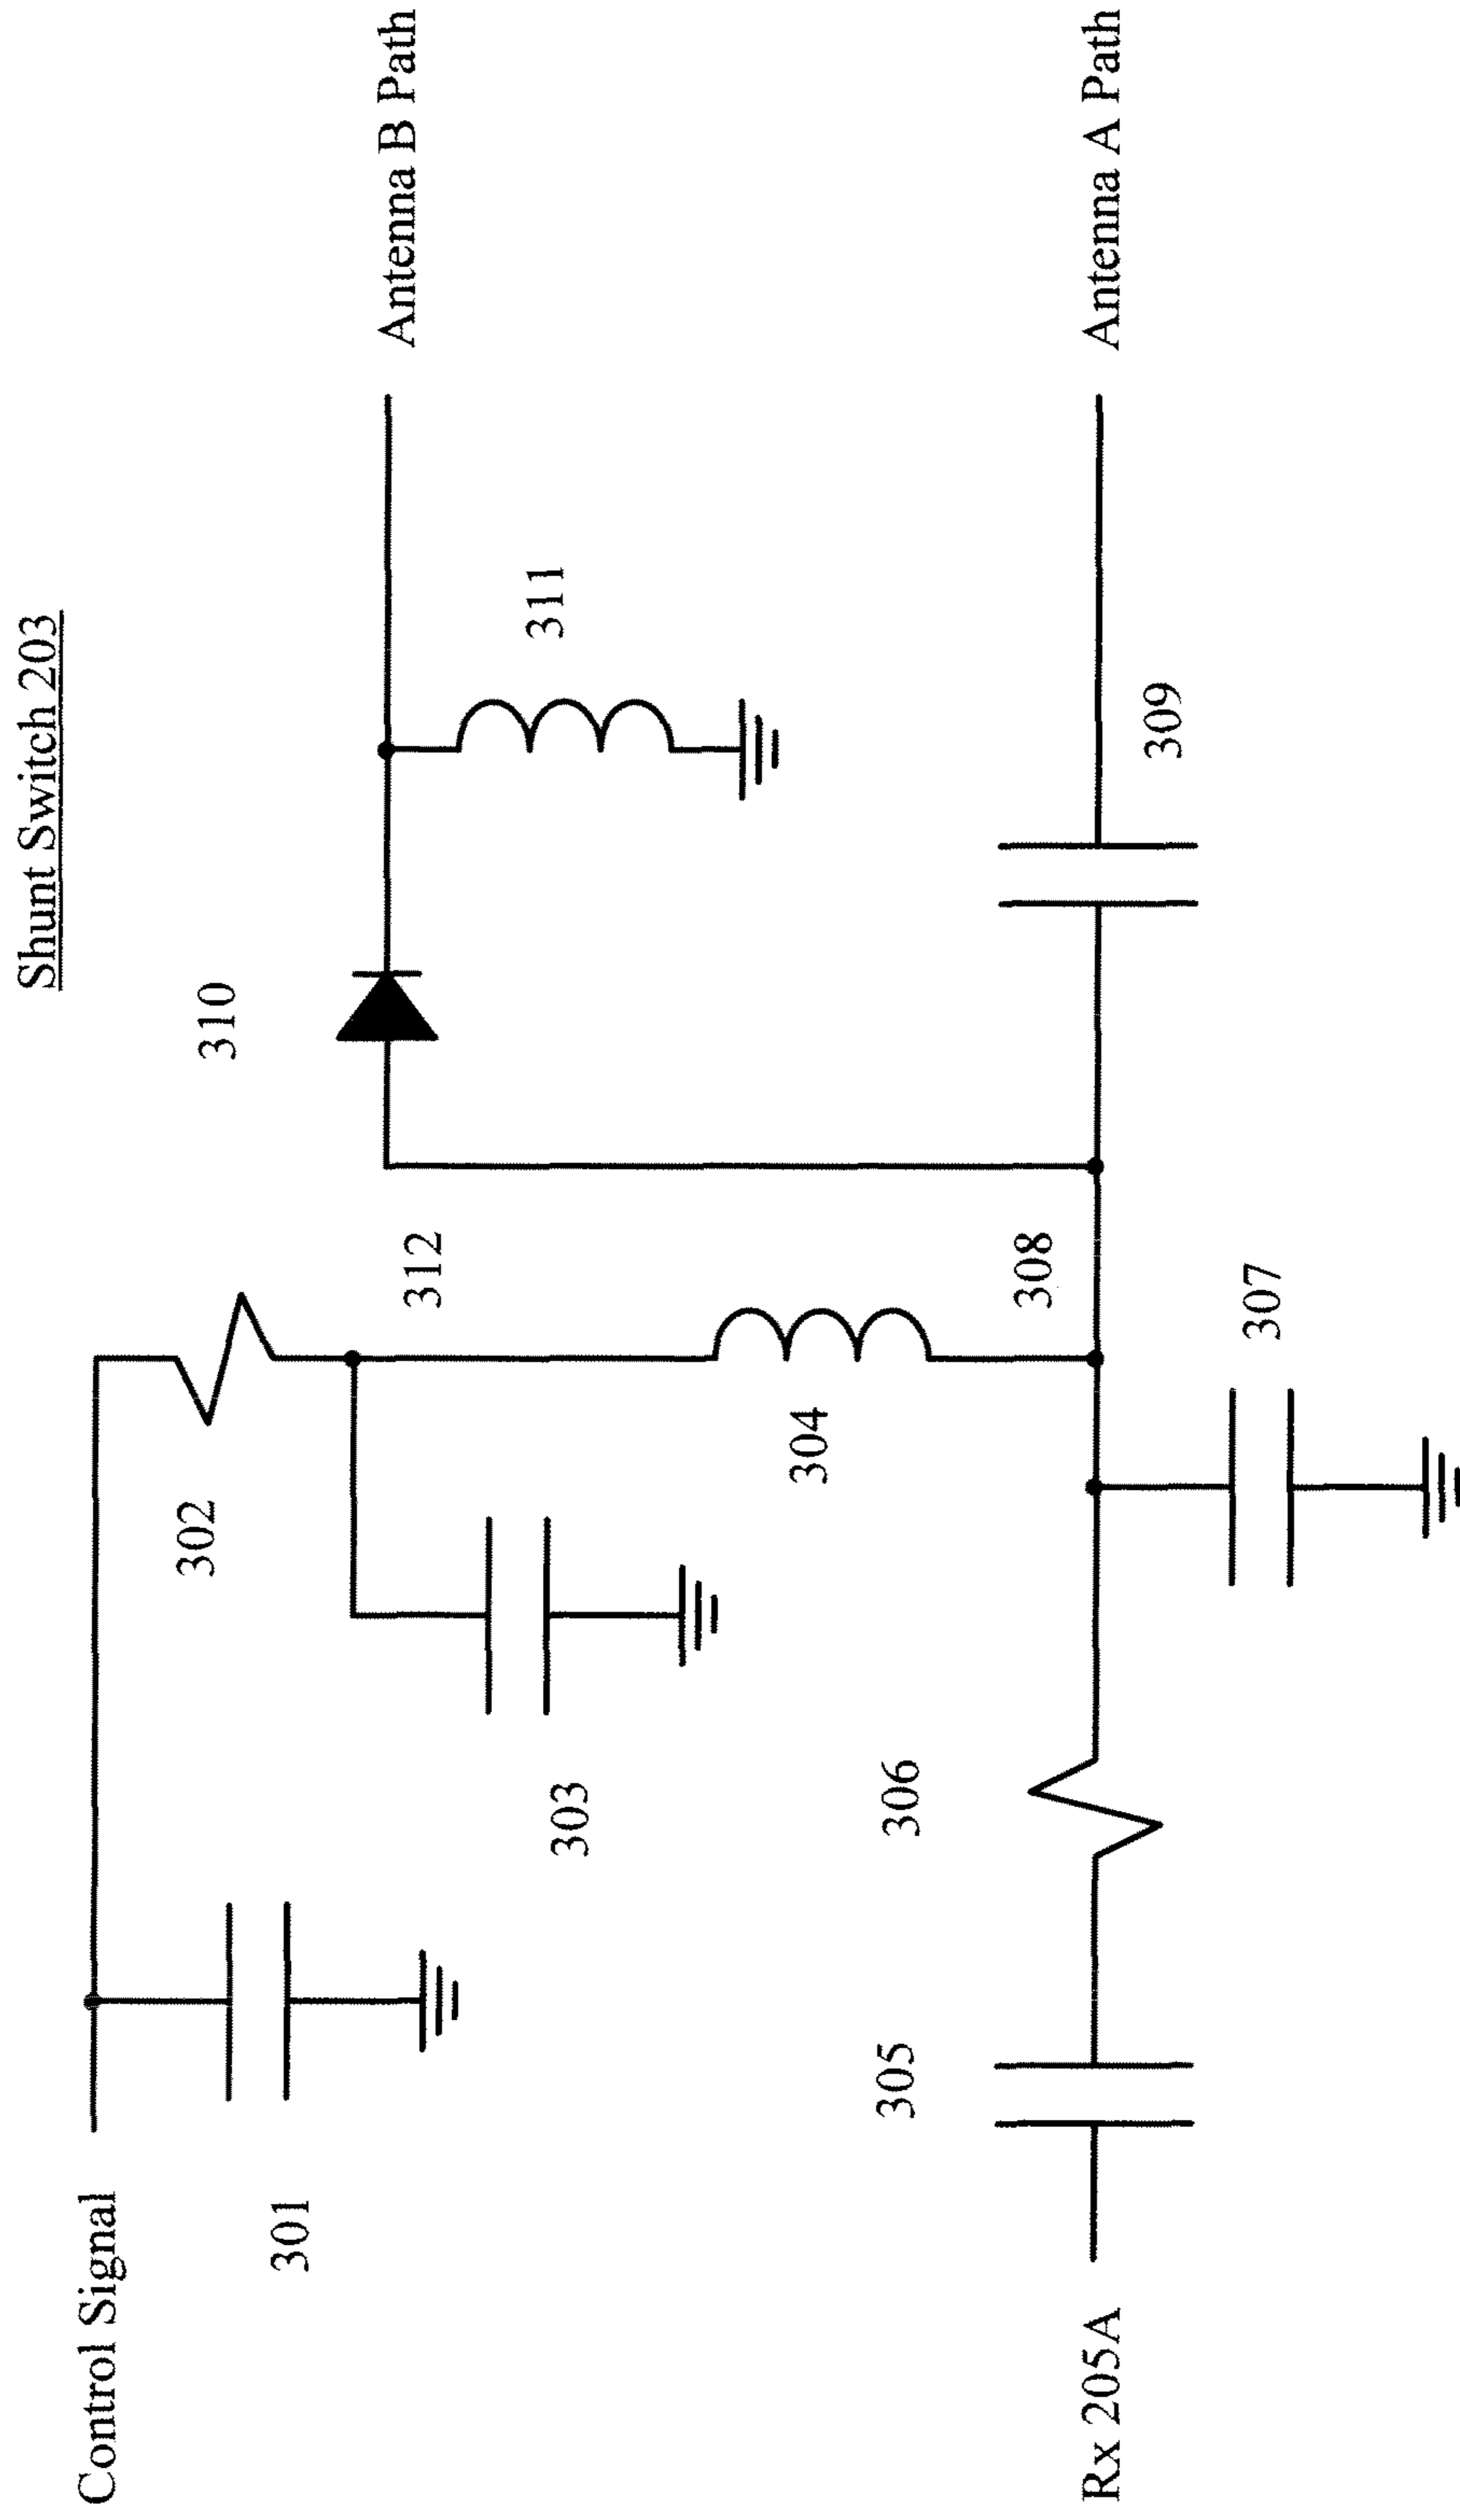 Shunt Switch 203
Control Signal
301
302
303
312
304
310
Antenna B Path
311
Rx 205A
305
306
308
307
309
Antenna A Path